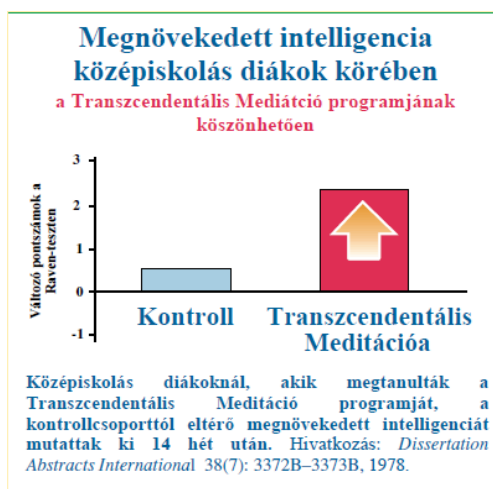 Megnövekedett intelligencia
középiskolás diákok körében
a Transzcendentális Mediátció programjának
köszönhetően
Változó pontszámok a
Raven-teszten
3
2
1
0
-1
Kontroll
Transzcendentális
Meditációa
Középiskolás diákoknál, akik megtanulták a
Transzcendentális Meditáció programját, a
kontrollcsoporttól eltérő megnövekedett intelligenciát
mutattak ki 14 hét után. Hivatkozás: Dissertation
Abstracts International 38(7): 3372B–3373B, 1978.